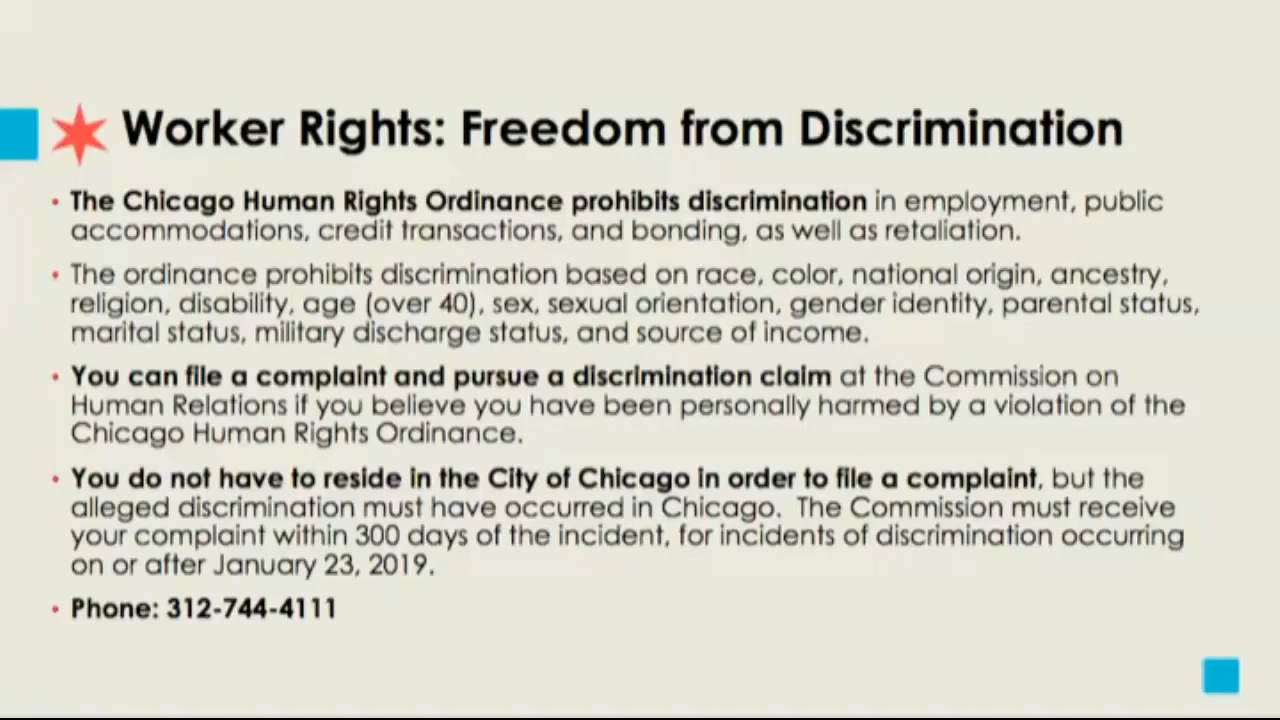 Worker Rights: Freedom from Discrimination
• The Chicago Human Rights Ordinance prohibits discrimination in employment, public
accommodations, credit transactions, and bonding, as well as retaliation.
• The ordinance prohibits discrimination based on race, color, national origin, ancestry,
religion, disability, age (over 40), sex, sexual orientation, gender identity, parental status,
marital status, military discharge status, and source of income.
• You can file a complaint and pursue a discrimination claim at the Commission on
Human Relations if you believe you have been personally harmed by a violation of the
Chicago Human Rights Ordinance.
• You do not have to reside in the City of Chicago in order to file a complaint, but the
alleged discrimination must have occurred in Chicago.  The Commission must receive
your complaint within 300 days of the incident, for incidents of discrimination occurring
on or after January 23, 2019.
• Phone: 312-744-4111